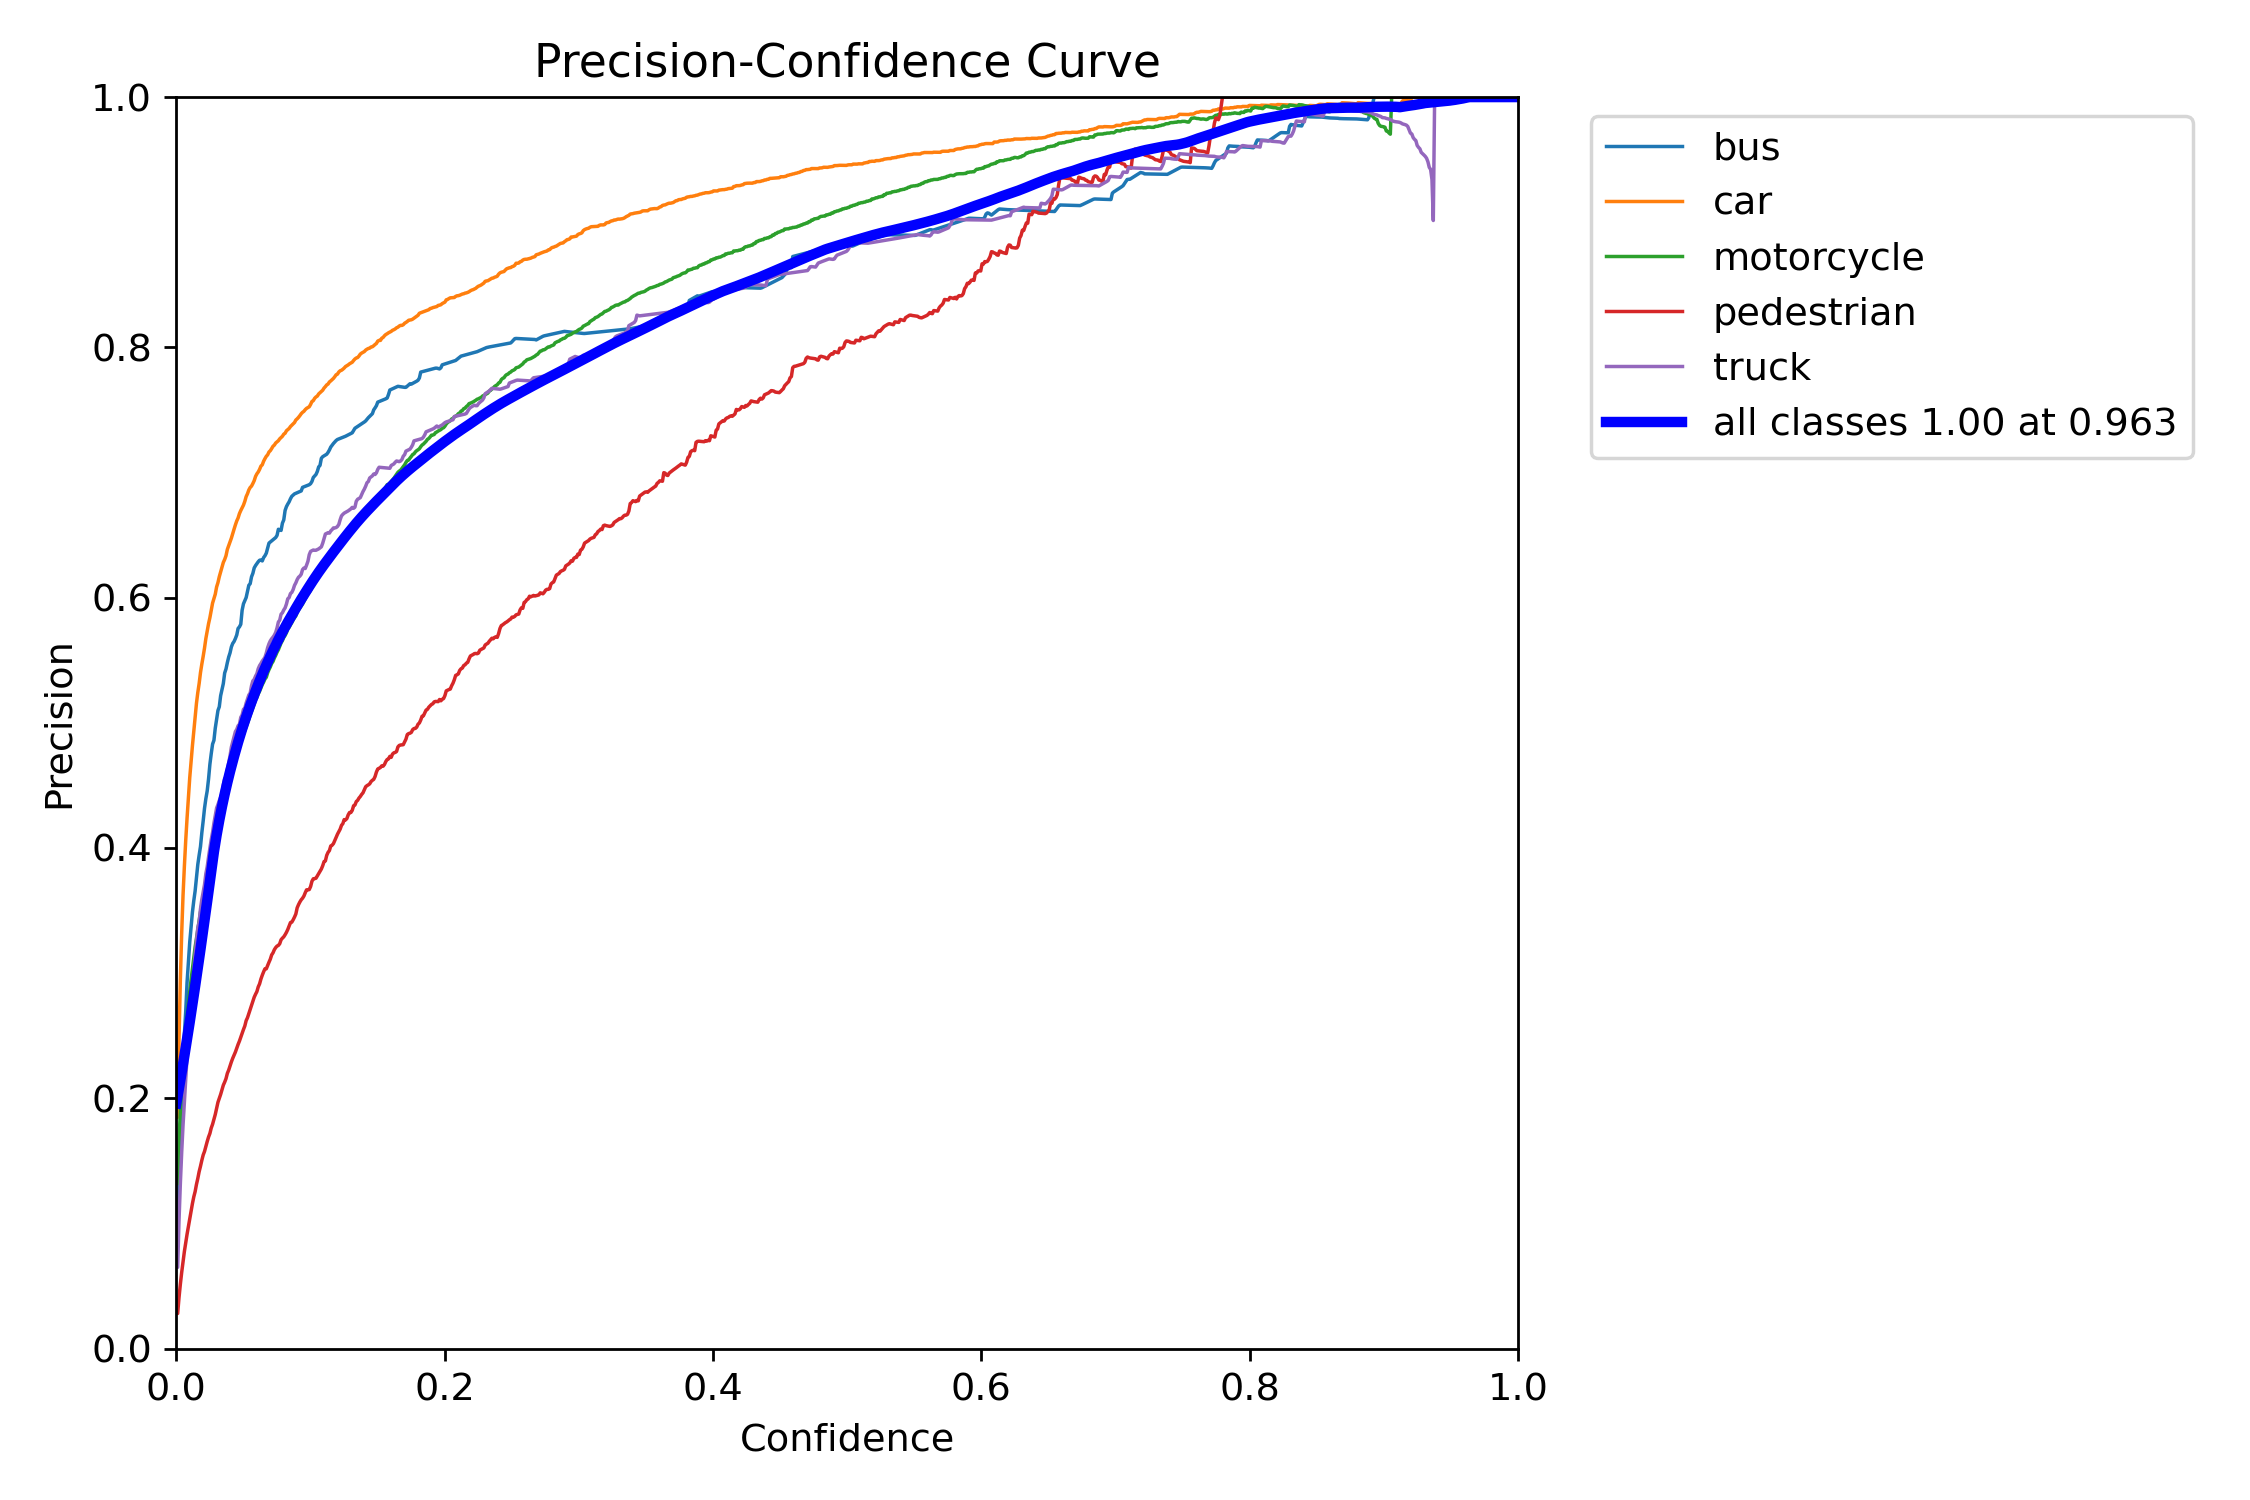 Precision-Confidence Curve
1.0
0.8
0.6
0.4
0.2
0.0
Precision
0.0 0.2 0.4 0.6 0.8 1.0
Confidence
bus
car
motorcycle
pedestrian
truck
all classes 1.00 at 0.963